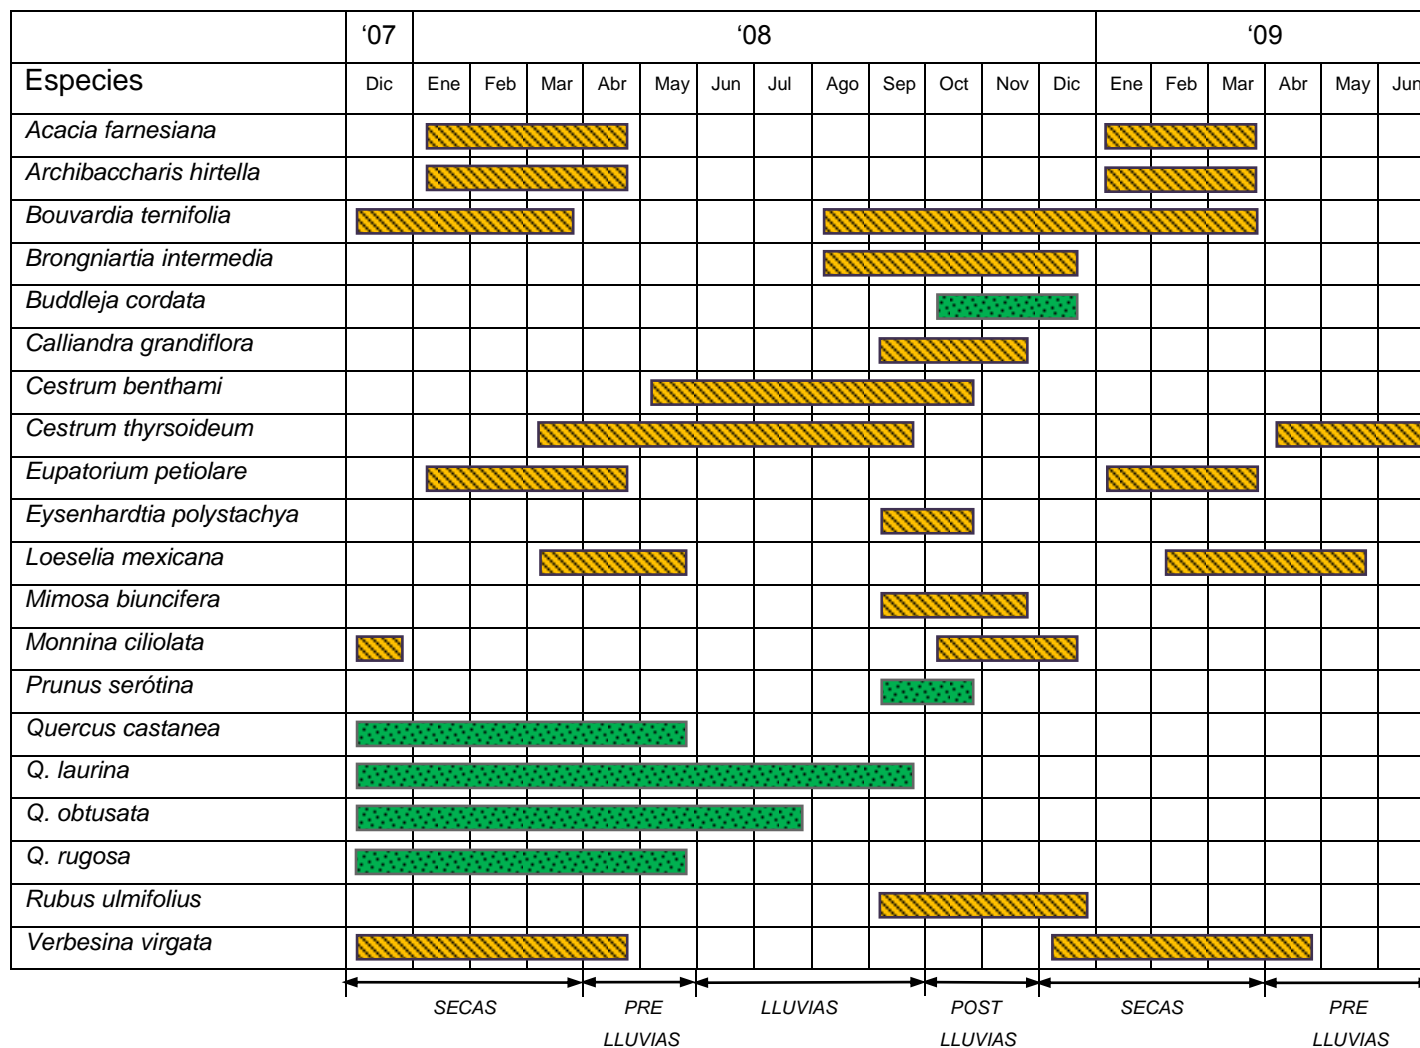 ‘07 ‘08 ‘09
Especies Dic Ene Feb Mar Abr May Jun Jul Ago Sep Oct Nov Dic Ene Feb Mar Abr May Jun
Acacia farnesiana
Archibaccharis hirtella
Bouvardia ternifolia
Brongniartia intermedia
Buddleja cordata
Calliandra grandiflora
Cestrum benthami
Cestrum thyrsoideum
Eupatorium petiolare
Eysenhardtia polystachya
Loeselia mexicana
Mimosa biuncifera
Monnina ciliolata
Prunus serótina
Quercus castanea
Q. laurina
Q. obtusata
Q. rugosa
Rubus ulmifolius
Verbesina virgata
SECAS PRE LLUVIAS POST SECAS PRE
LLUVIAS LLUVIAS LLUVIAS